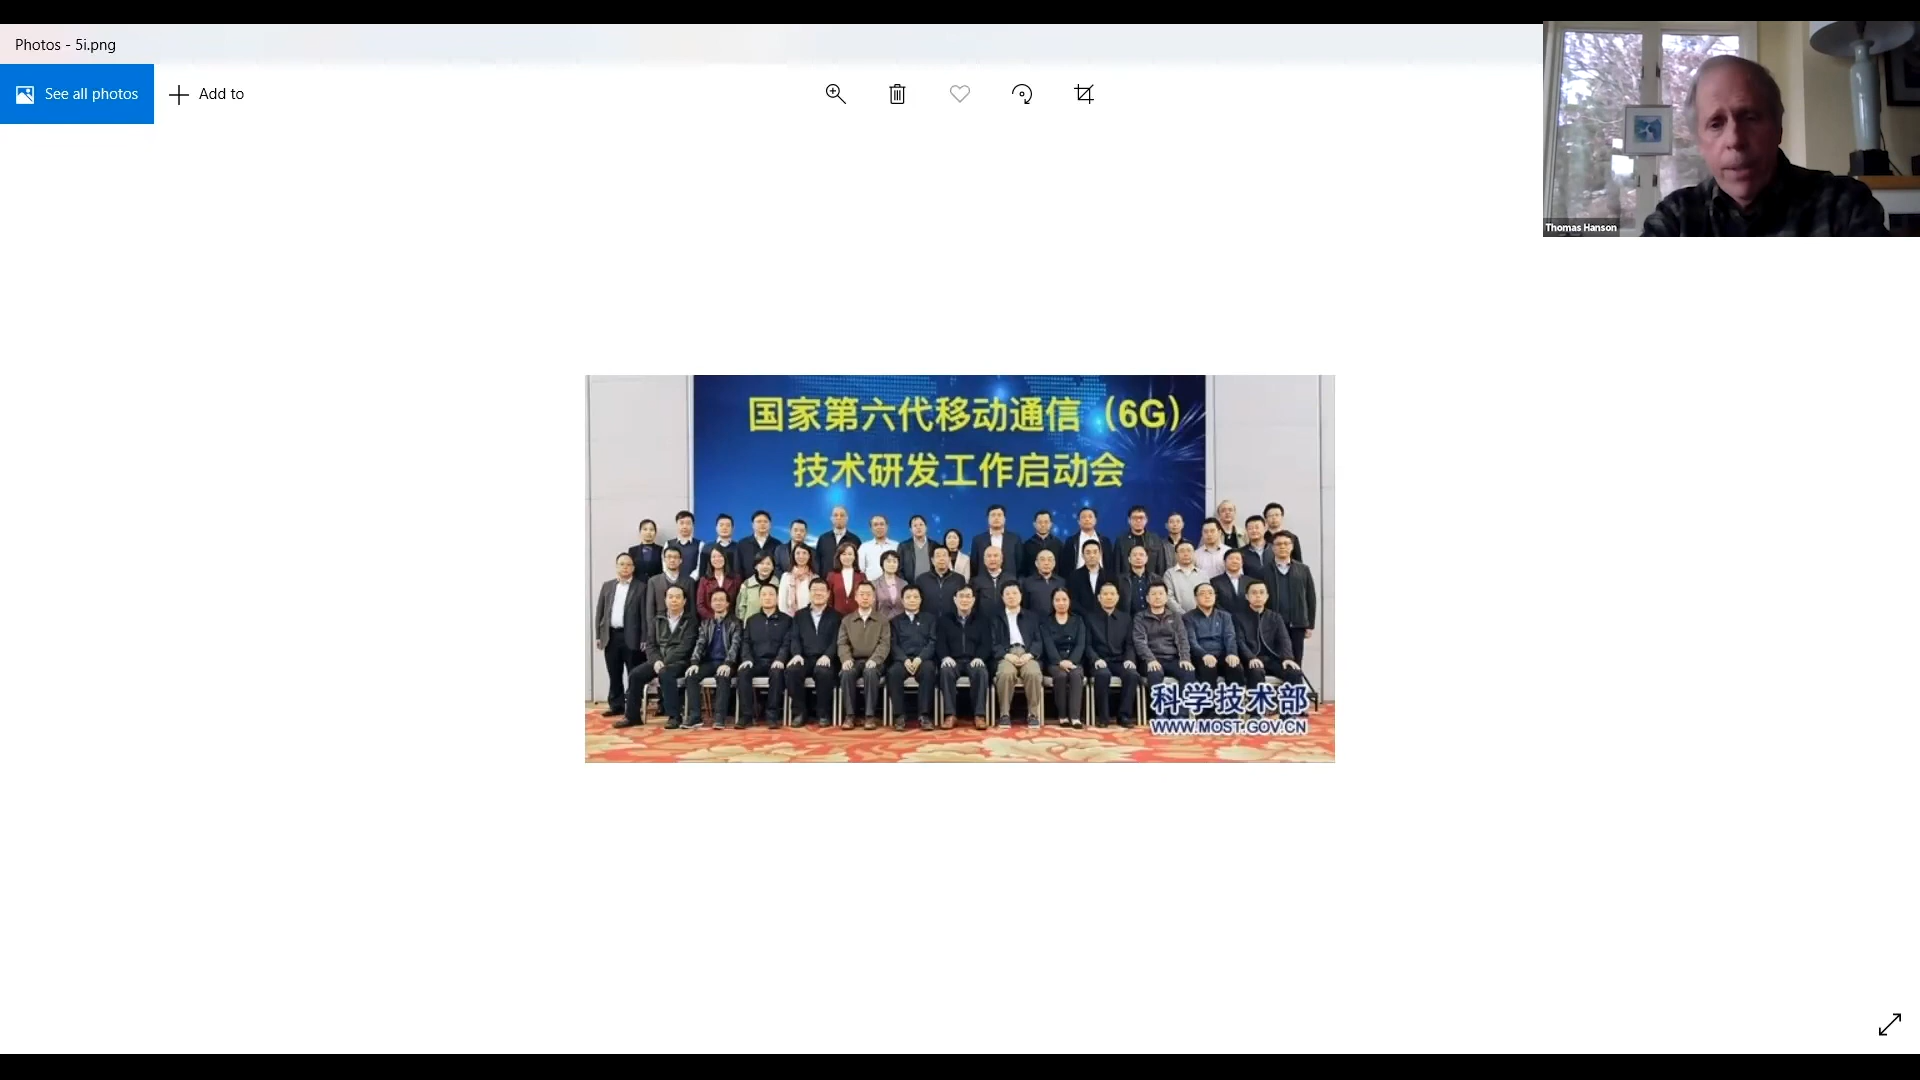 Photos - 5i.png
See all photos
Add to
Thomas Hanson
国家第六代移动通信（6G）
技术研发工作启动会
科学技术部
WWW.MOST.GOV.CN